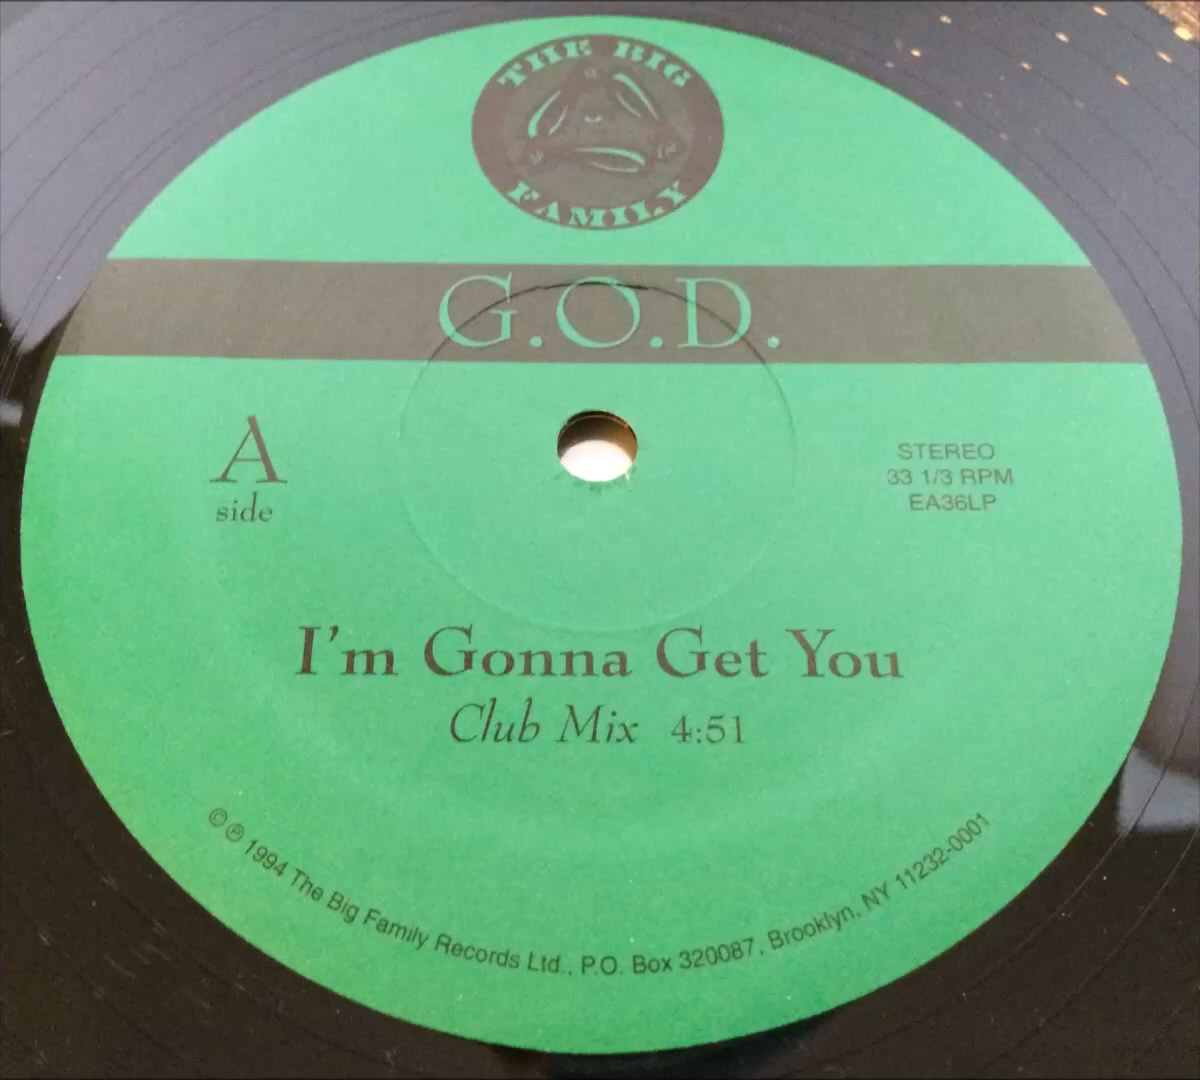 THE BIG
FAMILY
G.O.D.
A
side
STEREO
33 1/3 RPM
EA36LP
I'm Gonna Get You
Club Mix 4:51
© ℗ 1994 The Big Family Records Ltd., P.O. Box 320087, Brooklyn, NY 11232-0001